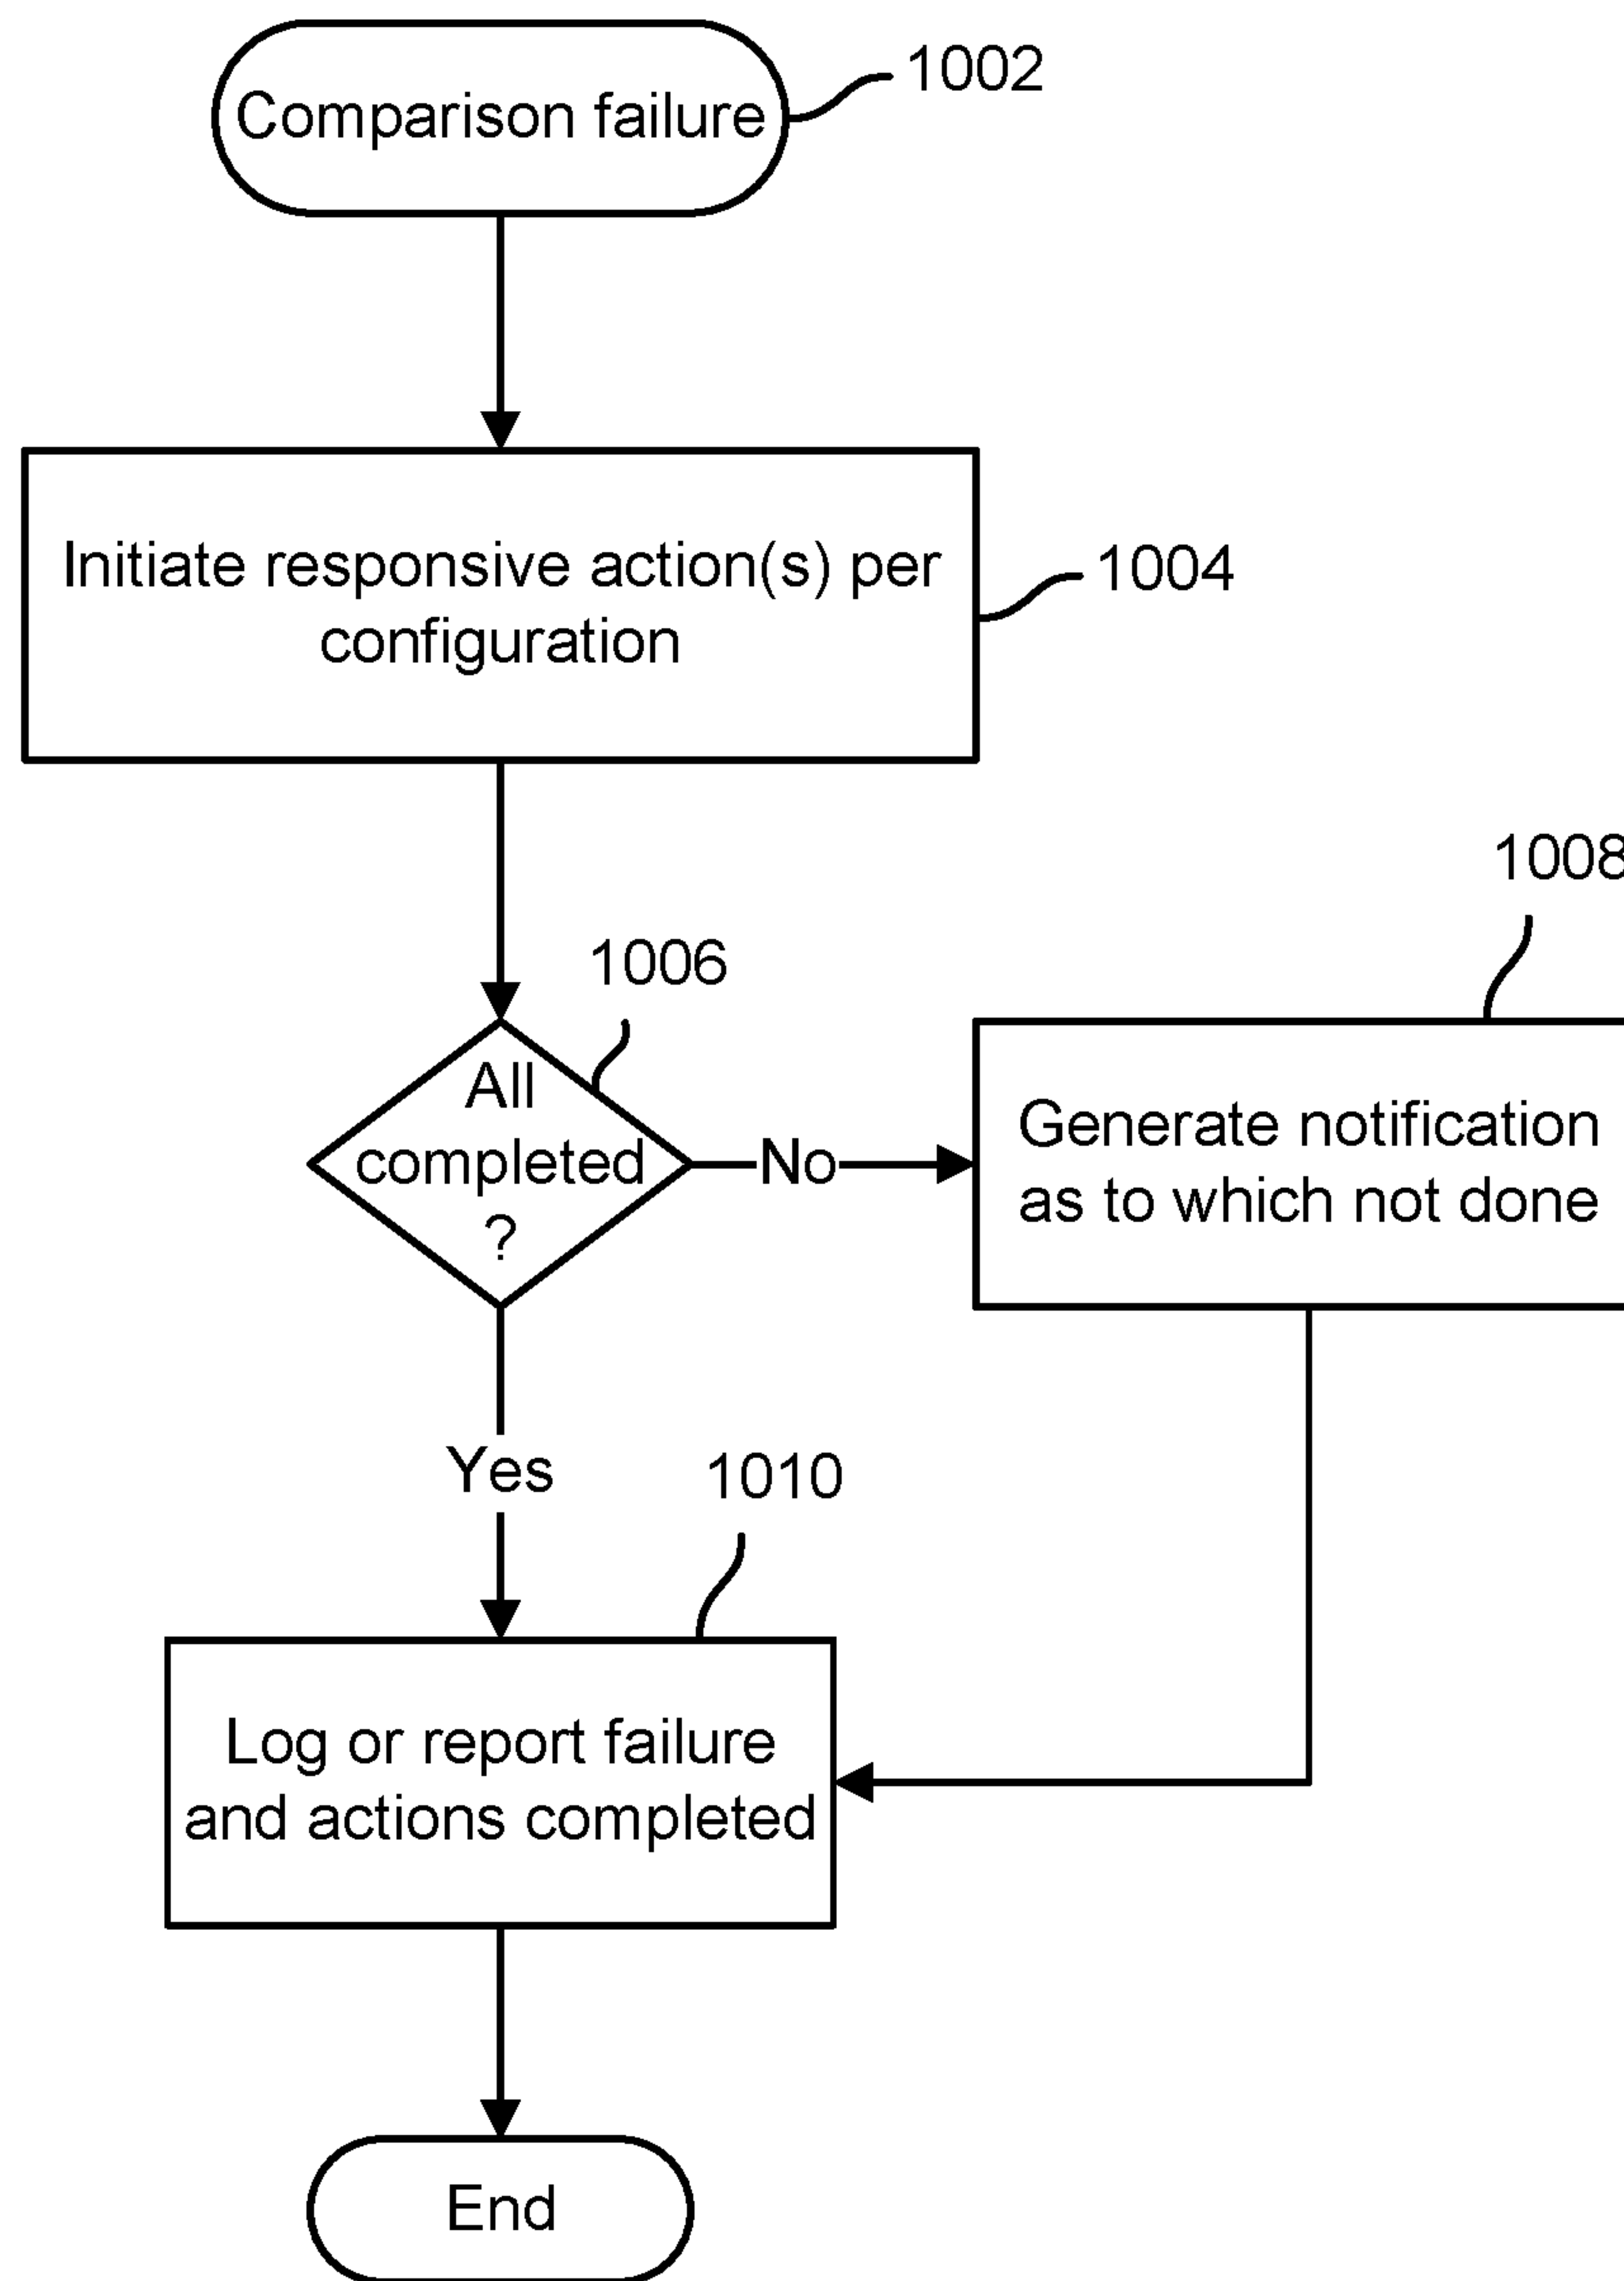 Comparison failure
1002
Initiate responsive action(s) per
configuration
1004
1006
All
completed
?
No
1008
Generate notification
as to which not done
Yes
1010
Log or report failure
and actions completed
End